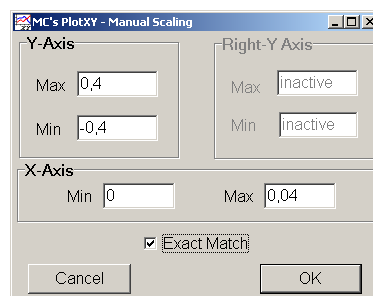 MC's PlotXY - Manual Scaling
Y-Axis
Right-Y Axis
Max 0,4
Max inactive
Min -0,4
Min inactive
X-Axis
Min 0 Max 0,04
Exact Match
Cancel OK